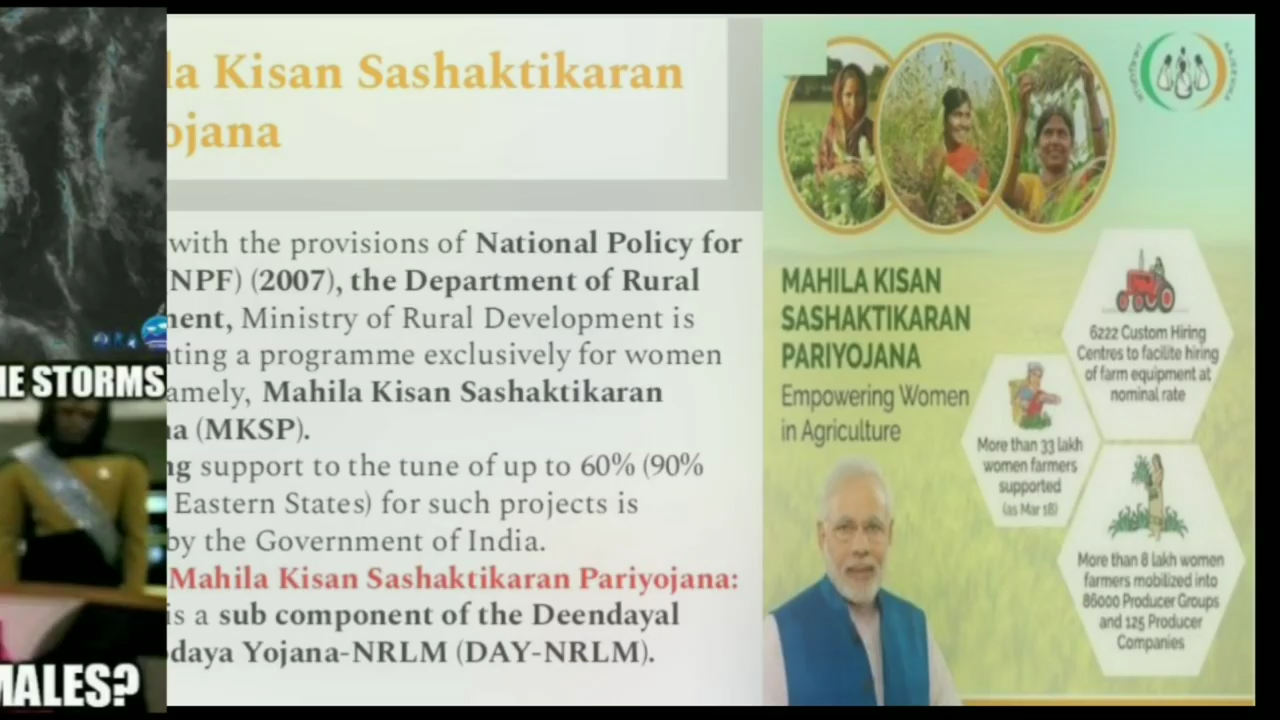 la Kisan Sashaktikaran
ojana
with the provisions of National Policy for
NPF) (2007), the Department of Rural
ent, Ministry of Rural Development is
ting a programme exclusively for women
amely, Mahila Kisan Sashaktikaran
a (MKSP).
g support to the tune of up to 60% (90%
Eastern States) for such projects is
by the Government of India.
Mahila Kisan Sashaktikaran Pariyojana:
is a sub component of the Deendayal
daya Yojana-NRLM (DAY-NRLM).
MAHILA KISAN
SASHAKTIKARAN
PARIYOJANA
Empowering Women
in Agriculture
6222 Custom Hiring
Centres to facilite hiring
of farm equipment at
nominal rate
More than 33 lakh
women farmers
supported
(as Mar 18)
More than 8 lakh women
farmers mobilized into
86000 Producer Groups
and 125 Producer
Companies
HE STORMS
MALES?